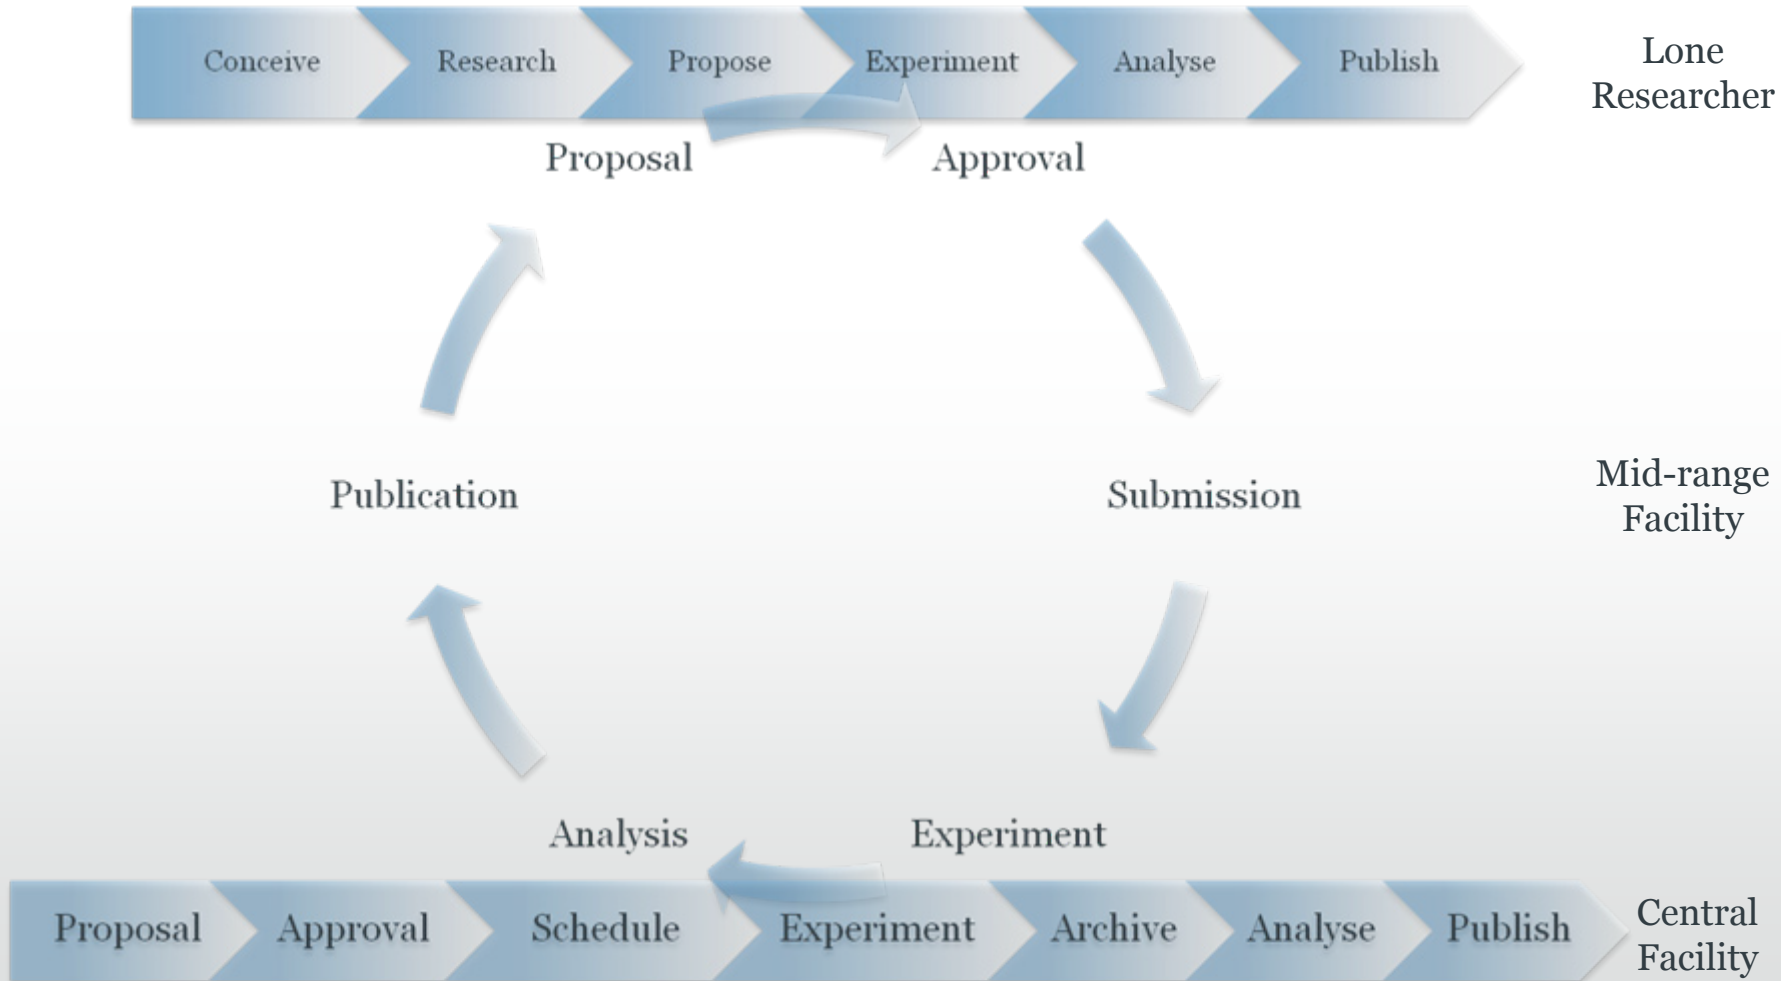 Conceive
Research
Propose
Experiment
Analyse
Publish
Lone
Researcher
Proposal
Approval
Publication
Submission
Mid-range
Facility
Analysis
Experiment
Proposal
Approval
Schedule
Experiment
Archive
Analyse
Publish
Central
Facility